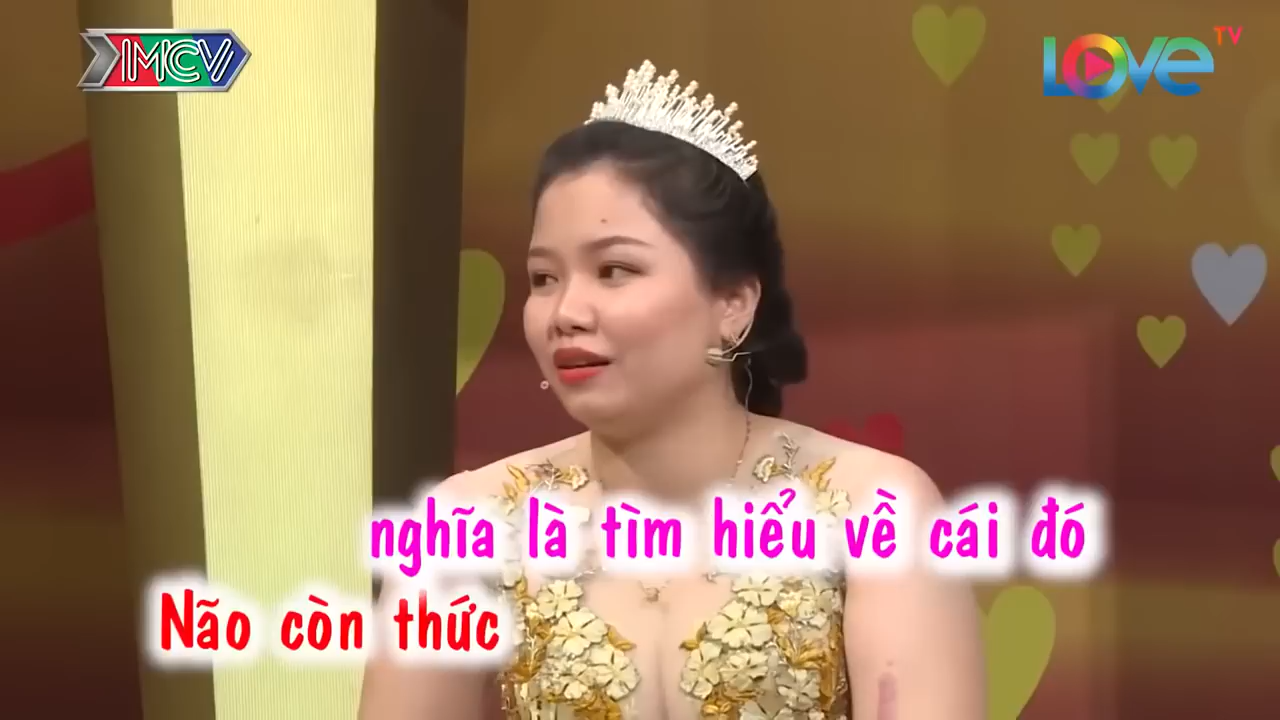 MCV
LOVE TV
nghĩa là tìm hiểu về cái đó
Não còn thức